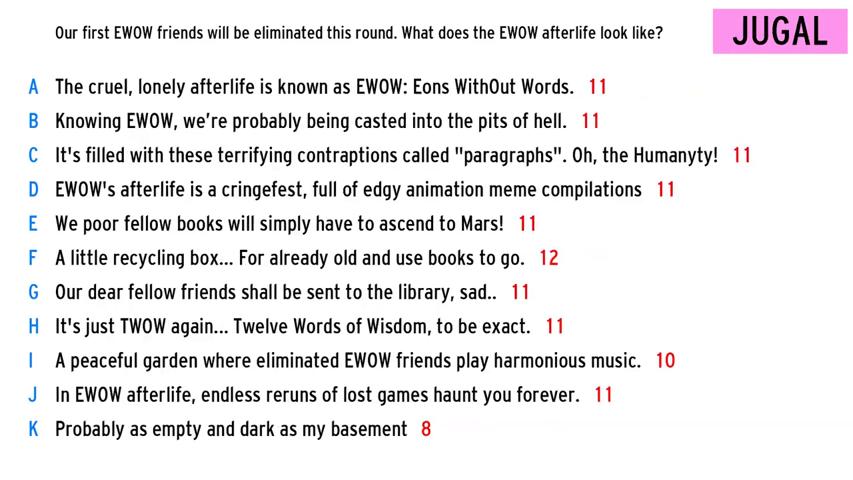 Our first EWOW friends will be eliminated this round. What does the EWOW afterlife look like?
JUGAL
A The cruel, lonely afterlife is known as EWOW: Eons WithOut Words. 11
B Knowing EWOW, we're probably being casted into the pits of hell. 11
C It's filled with these terrifying contraptions called "paragraphs". Oh, the Humanyty! 11
D EWOW's afterlife is a cringefest, full of edgy animation meme compilations 11
E We poor fellow books will simply have to ascend to Mars! 11
F A little recycling box... For already old and use books to go. 12
G Our dear fellow friends shall be sent to the library, sad.. 11
H It's just TWOW again... Twelve Words of Wisdom, to be exact. 11
I A peaceful garden where eliminated EWOW friends play harmonious music. 10
J In EWOW afterlife, endless reruns of lost games haunt you forever. 11
K Probably as empty and dark as my basement 8